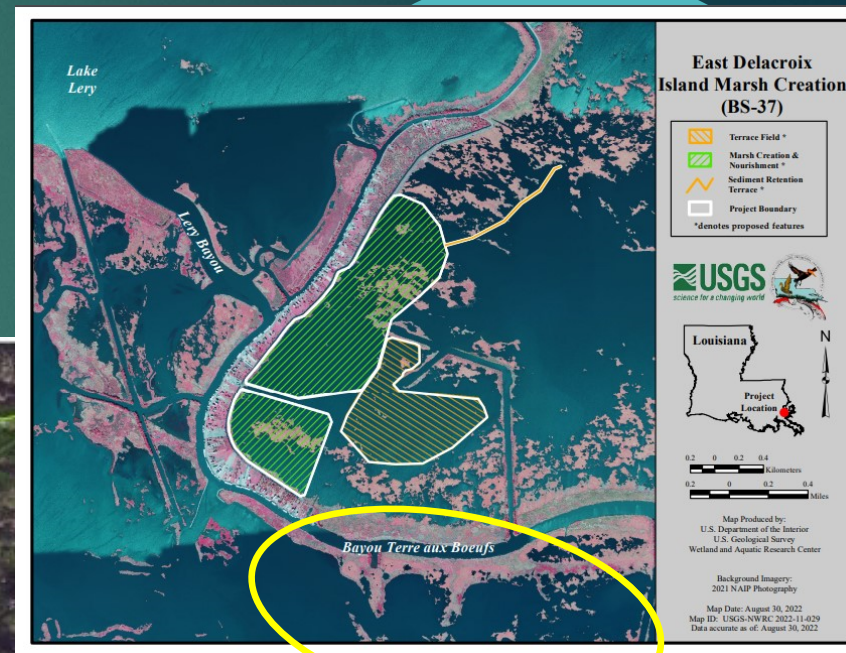 Lake
Lery
Lery Bayou
Bayou Terre aux Boeufs
East Delacroix
Island Marsh Creation
(BS-37)
Terrace Field *
Marsh Creation &
Nourishment *
Sediment Retention
Terrace *
Project Boundary
*denotes proposed features
USGS
science for a changing world
Louisiana
N
Project
Location
0.2 0 0.2 0.4
Kilometers
0.2 0 0.2 0.4
Miles
Map Produced by:
U.S. Department of the Interior
U.S. Geological Survey
Wetland and Aquatic Research Center
Background Imagery:
2021 NAIP Photography
Map Date: August 30, 2022
Map ID: USGS-NWRC 2022-11-029
Data accurate as of: August 30, 2022